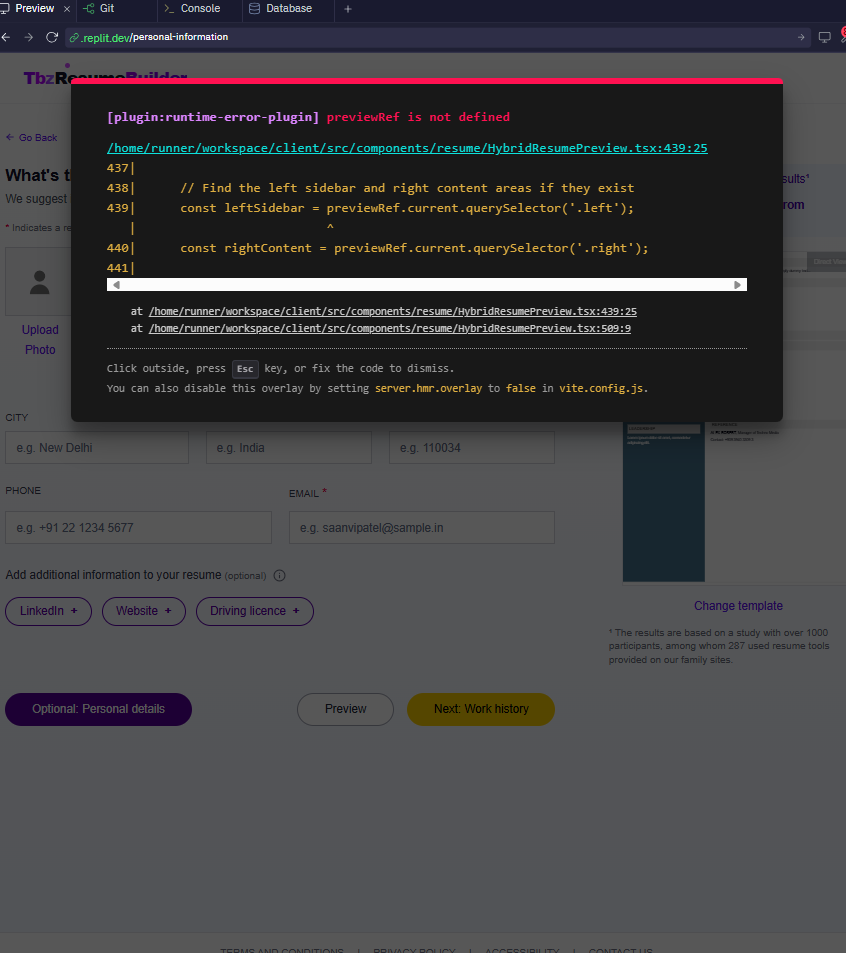 Preview
Git
Console
Database
.replit.dev/personal-information
TbzResumeBuilder
[plugin:runtime-error-plugin] previewRef is not defined
/home/runner/workspace/client/src/components/resume/HybridResumePreview.tsx:439:25
437|
438|      // Find the left sidebar and right content areas if they exist
439|      const leftSidebar = previewRef.current.querySelector('.left');
|                          ^
440|      const rightContent = previewRef.current.querySelector('.right');
441|
at /home/runner/workspace/client/src/components/resume/HybridResumePreview.tsx:439:25
at /home/runner/workspace/client/src/components/resume/HybridResumePreview.tsx:509:9
Click outside, press Esc key, or fix the code to dismiss.
You can also disable this overlay by setting server.hmr.overlay to false in vite.config.js.
Go Back
What's
We suggest
* Indicates a
Upload
Photo
CITY
e.g. New Delhi
e.g. India
e.g. 110034
PHONE
EMAIL *
e.g. +91 22 1234 5677
e.g. saanvipatel@sample.in
Add additional information to your resume (optional)
LinkedIn +
Website +
Driving licence +
Optional: Personal details
Preview
Next: Work history
Change template
* The results are based on a study with over 1000
participants, among whom 287 used resume tools
provided on our family sites.
TERMS AND CONDITIONS | PRIVACY POLICY | ACCESSIBILITY | CONTACT US